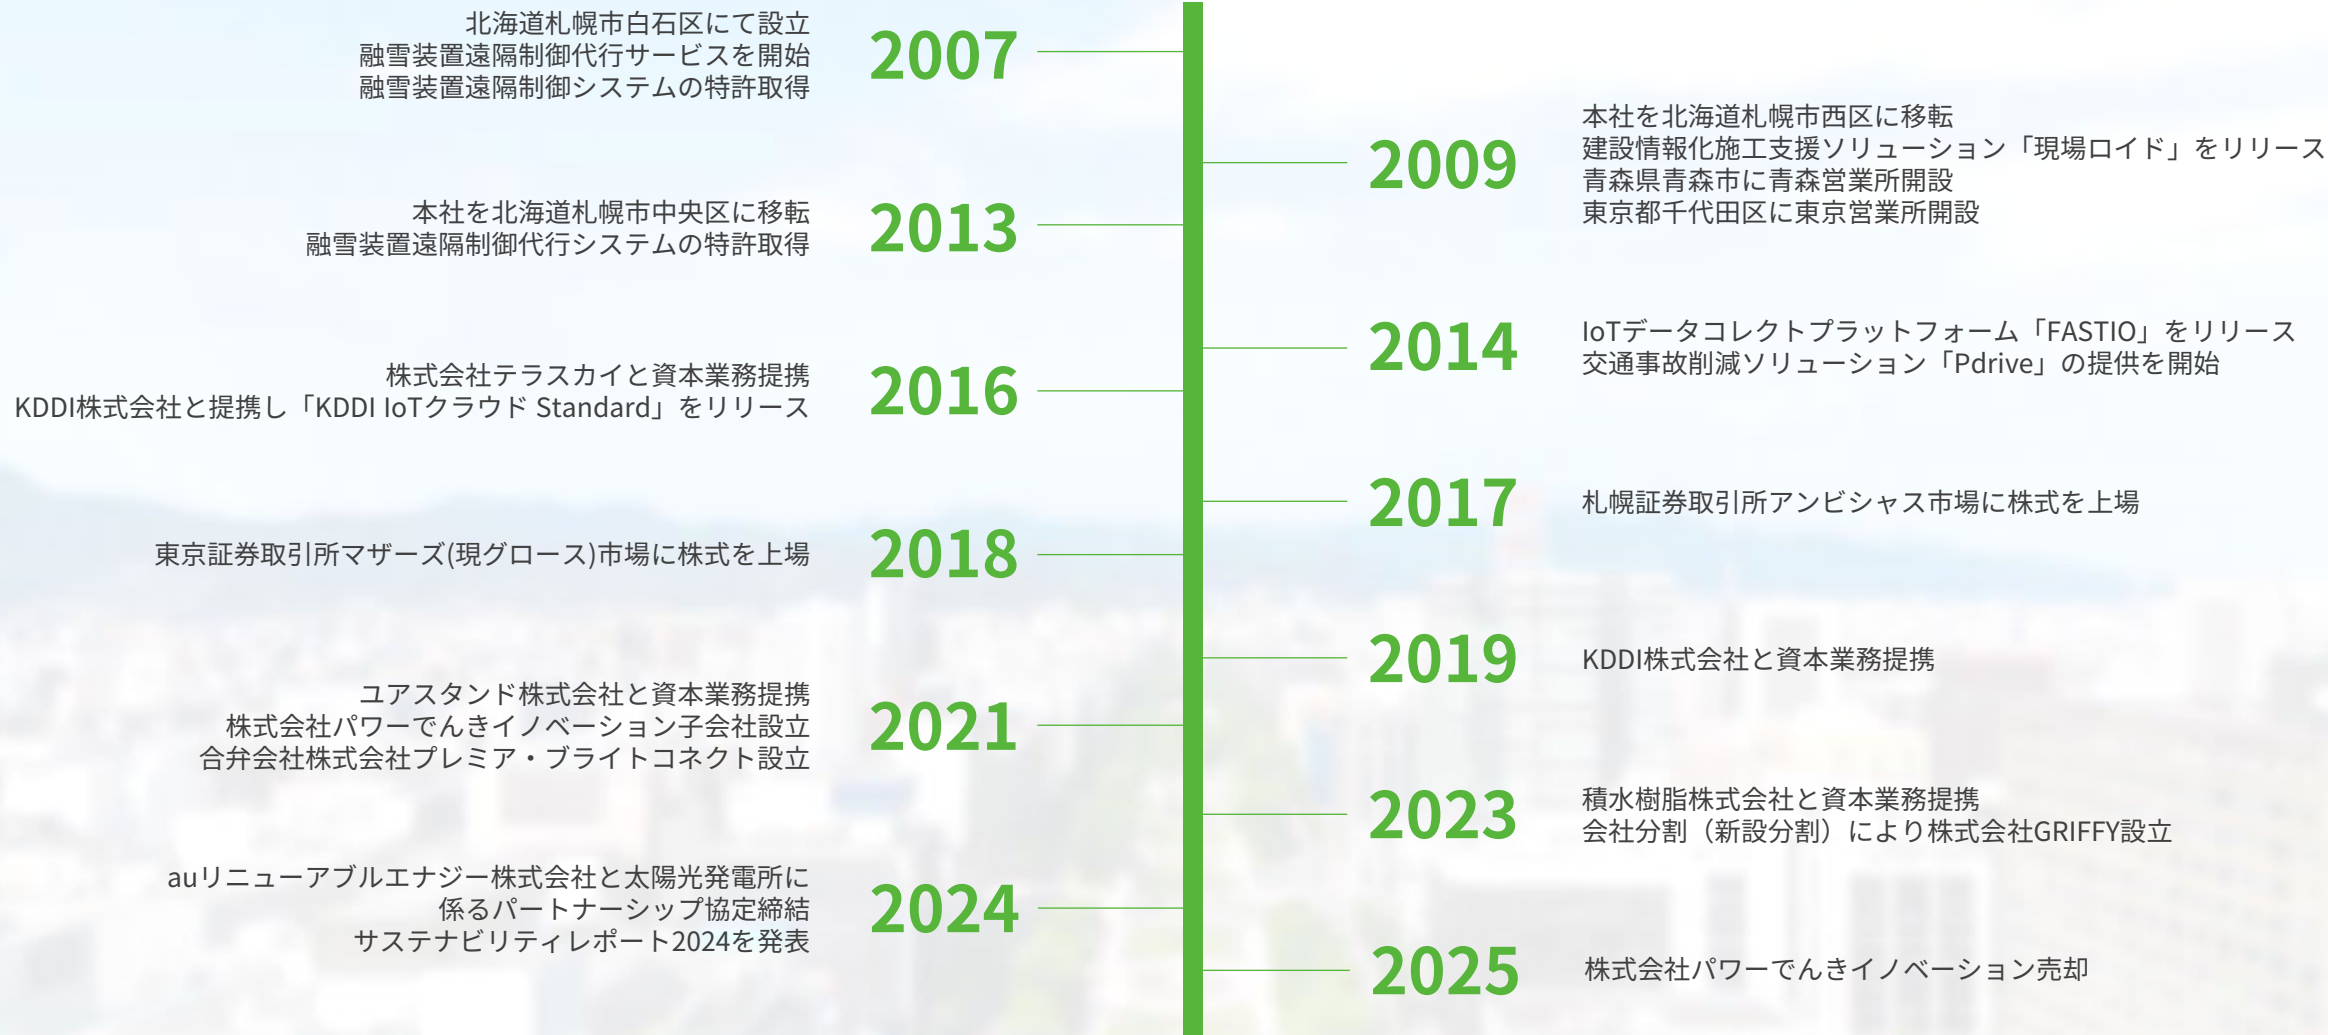 北海道札幌市白石区にて設立
融雪装置遠隔制御代行サービスを開始
融雪装置遠隔制御システムの特許取得
2007
2009
本社を北海道札幌市西区に移転
建設情報化施工支援ソリューション「現場ロイド」をリリース
青森県青森市に青森営業所開設
東京都千代田区に東京営業所開設
本社を北海道札幌市中央区に移転
融雪装置遠隔制御代行システムの特許取得
2013
2014
IoTデータコレクトプラットフォーム「FASTIO」をリリース
交通事故削減ソリューション「Pdrive」の提供を開始
株式会社テラスカイと資本業務提携
KDDI株式会社と提携し「KDDI IoTクラウド Standard」をリリース
2016
2017
札幌証券取引所アンビシャス市場に株式を上場
東京証券取引所マザーズ(現グロース)市場に株式を上場
2018
2019
KDDI株式会社と資本業務提携
ユアスタンド株式会社と資本業務提携
株式会社パワーでんきイノベーション子会社設立
合弁会社株式会社プレミア・ブライトコネクト設立
2021
2023
積水樹脂株式会社と資本業務提携
会社分割（新設分割）により株式会社GRIFFY設立
auリニューアブルエナジー株式会社と太陽光発電所に
係るパートナーシップ協定締結
サステナビリティレポート2024を発表
2024
2025
株式会社パワーでんきイノベーション売却